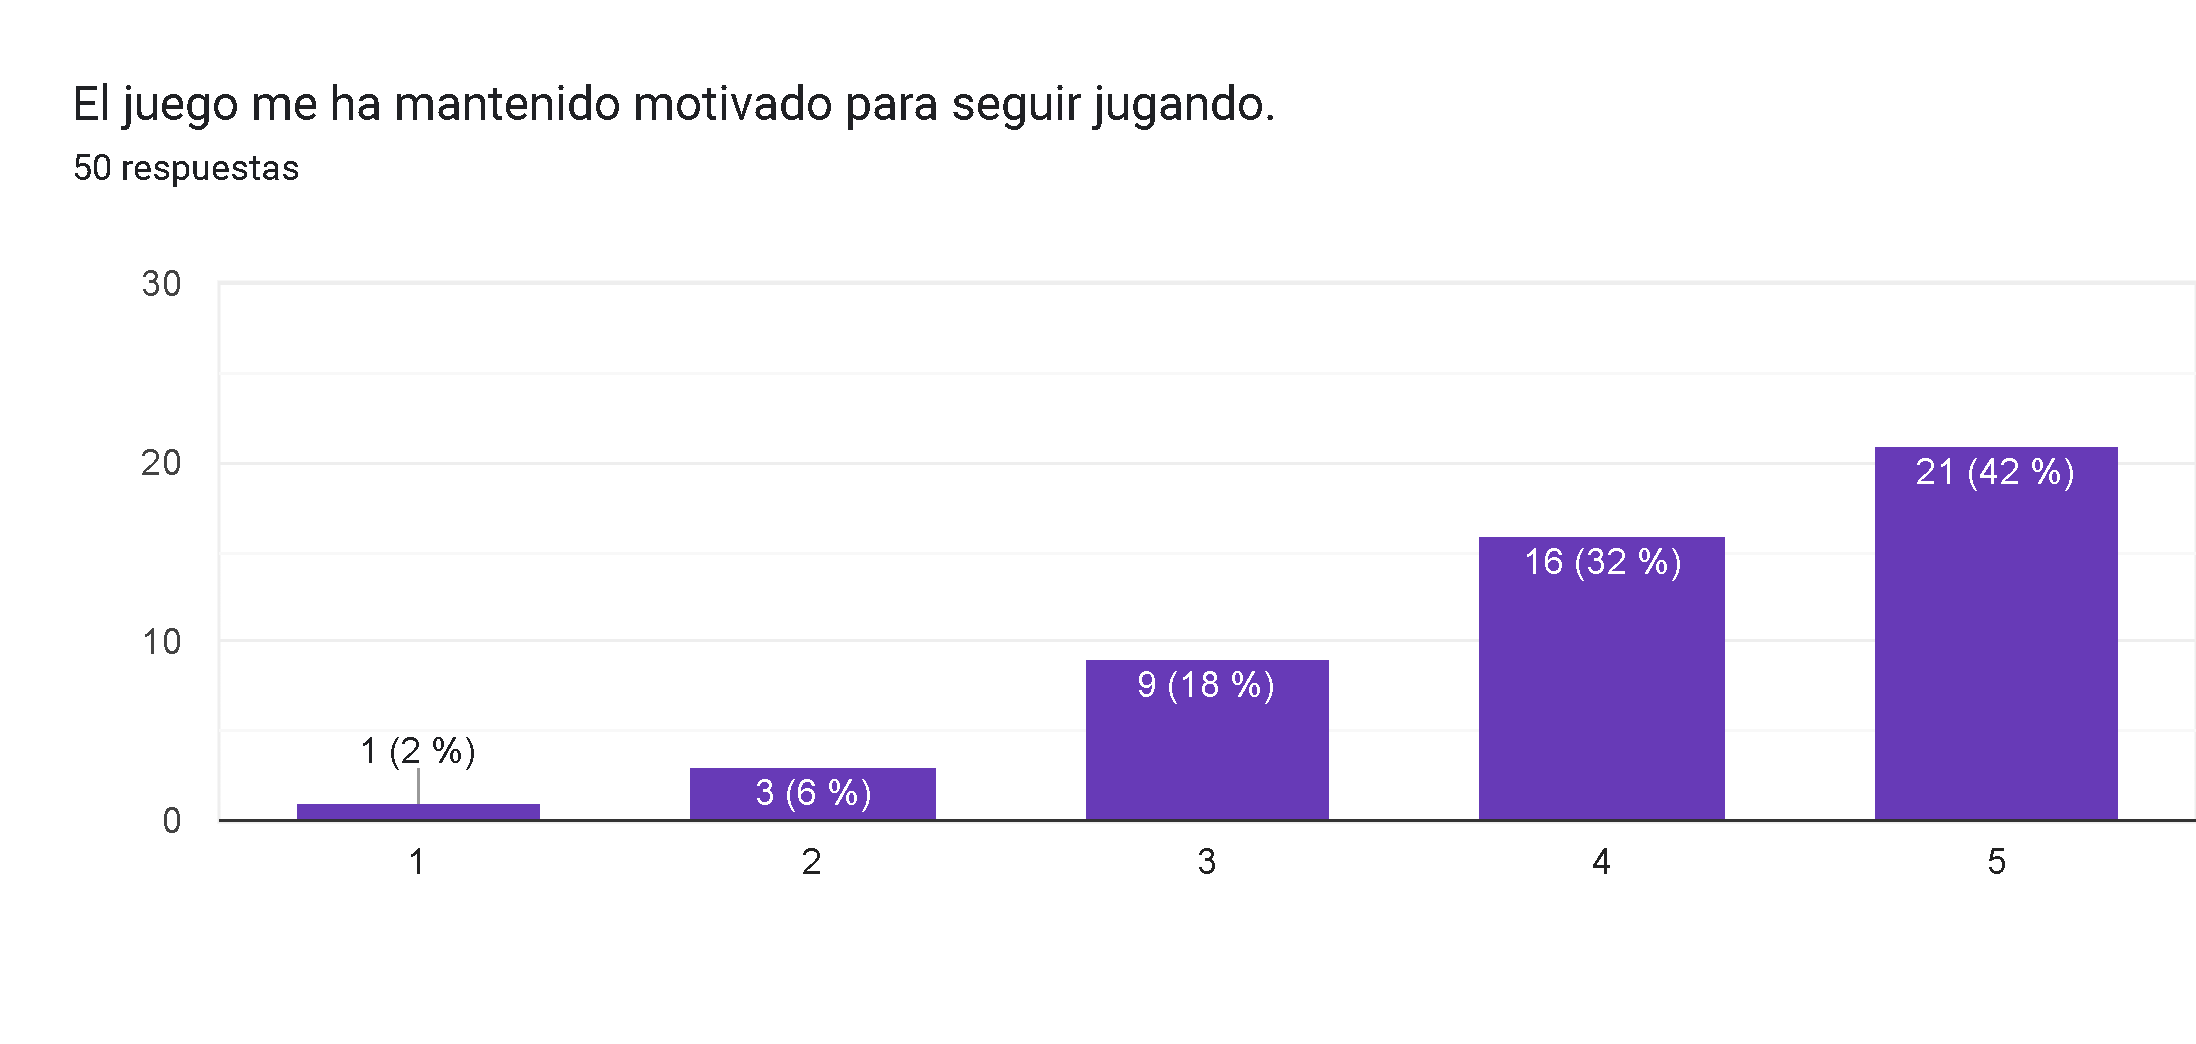 El juego me ha mantenido motivado para seguir jugando.
50 respuestas
30
20
10
0
1 (2 %)
3 (6 %)
9 (18 %)
16 (32 %)
21 (42 %)
1
2
3
4
5